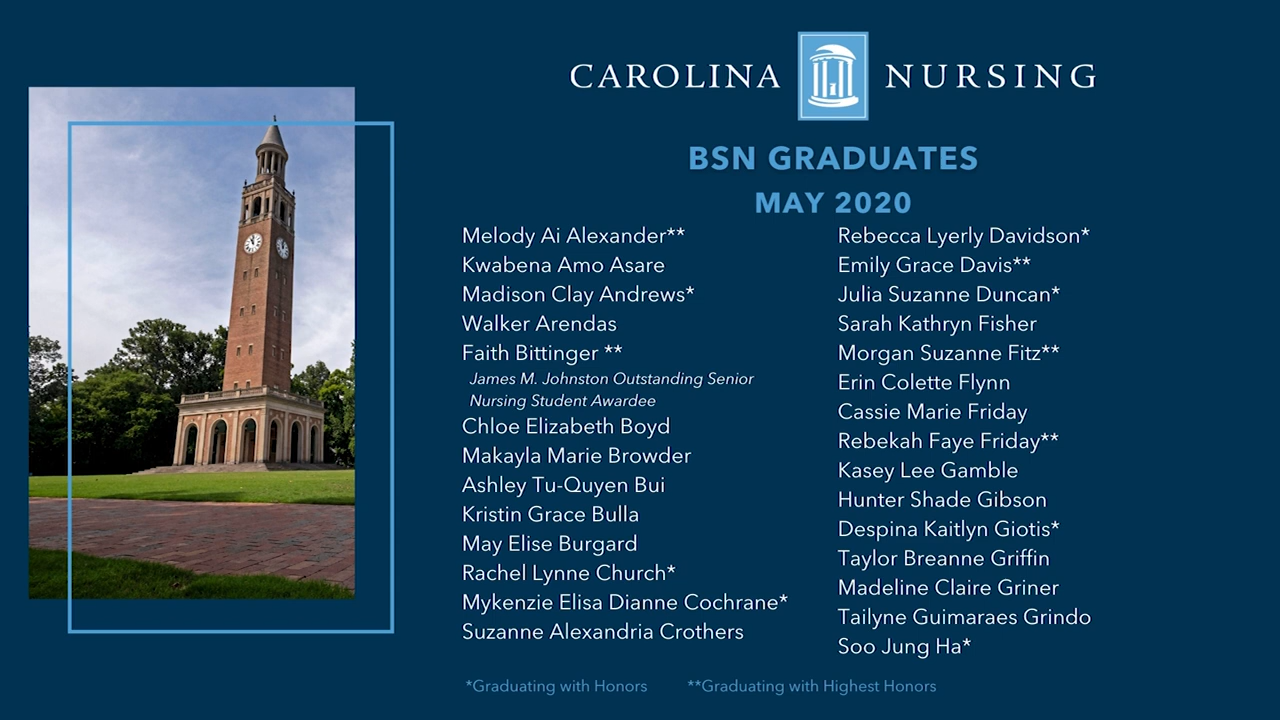 CAROLINA NURSING
BSN GRADUATES
MAY 2020
Melody Ai Alexander**
Kwabena Amo Asare
Madison Clay Andrews*
Walker Arendas
Faith Bittinger **
James M. Johnston Outstanding Senior
Nursing Student Awardee
Chloe Elizabeth Boyd
Makayla Marie Browder
Ashley Tu-Quyen Bui
Kristin Grace Bulla
May Elise Burgard
Rachel Lynne Church*
Mykenzie Elisa Dianne Cochrane*
Suzanne Alexandria Crothers
Rebecca Lyerly Davidson*
Emily Grace Davis**
Julia Suzanne Duncan*
Sarah Kathryn Fisher
Morgan Suzanne Fitz**
Erin Colette Flynn
Cassie Marie Friday
Rebekah Faye Friday**
Kasey Lee Gamble
Hunter Shade Gibson
Despina Kaitlyn Giotis*
Taylor Breanne Griffin
Madeline Claire Griner
Tailyne Guimaraes Grindo
Soo Jung Ha*
*Graduating with Honors **Graduating with Highest Honors